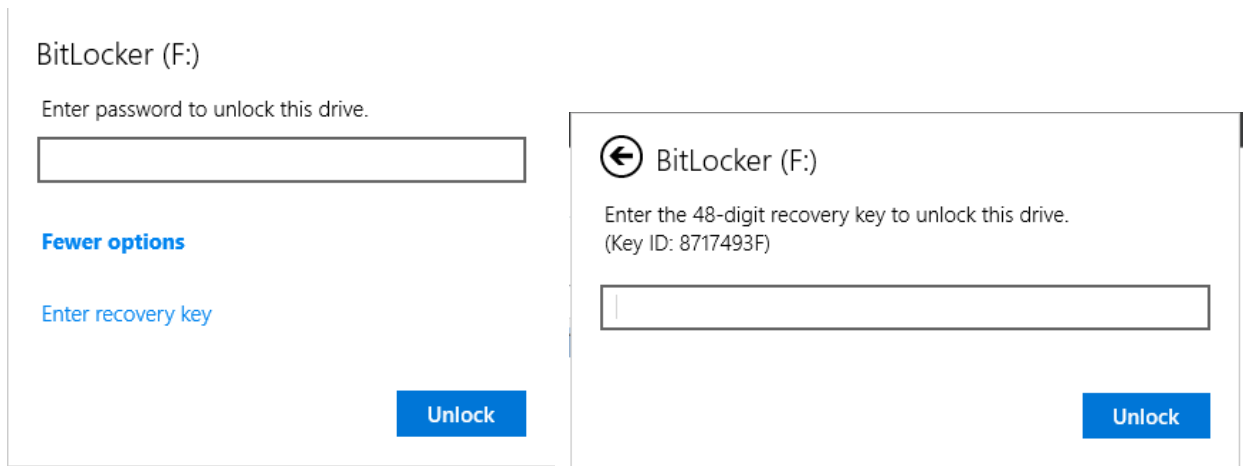 BitLocker (F:)
Enter password to unlock this drive.
Fewer options
Enter recovery key
Unlock
BitLocker (F:)
Enter the 48-digit recovery key to unlock this drive.
(Key ID: 8717493F)
Unlock